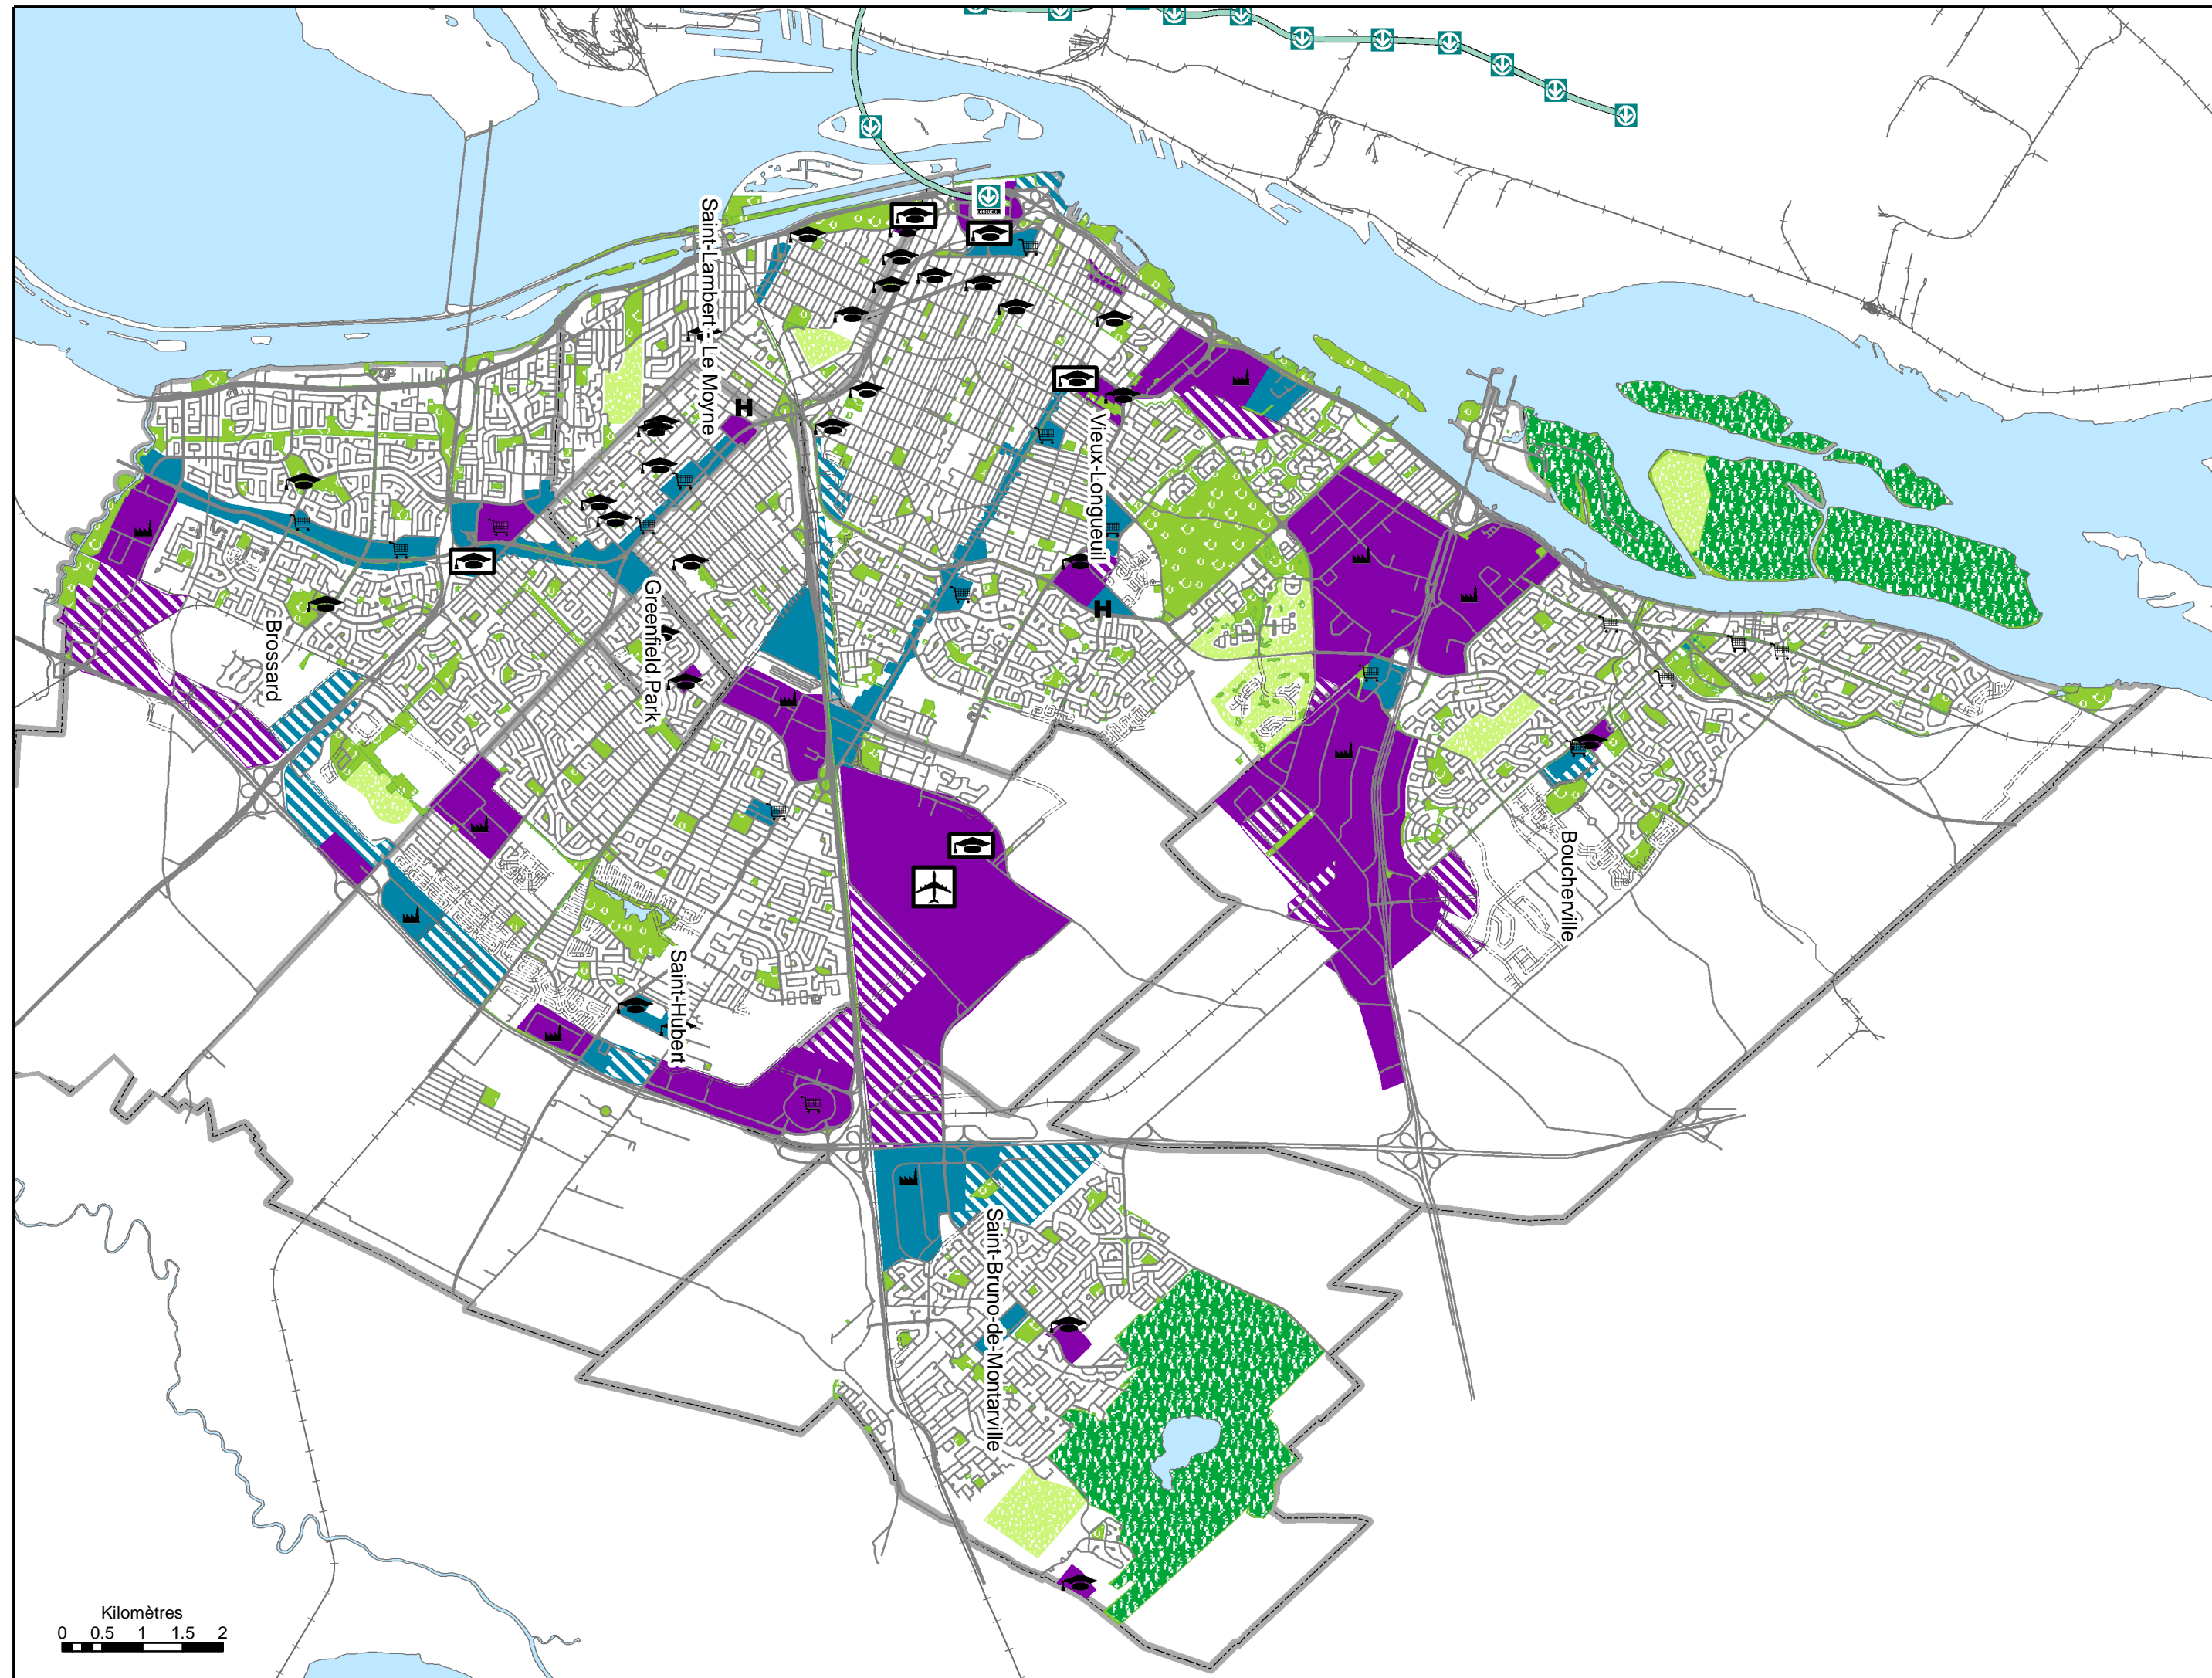 Saint-Lambert - Le Moyne
Vieux-Longueuil
Greenfield Park
Brossard
Boucherville
Saint-Hubert
Saint-Bruno-de-Montarville
H
H
LONGUEUIL
Kilomètres
0 0.5 1 1.5 2